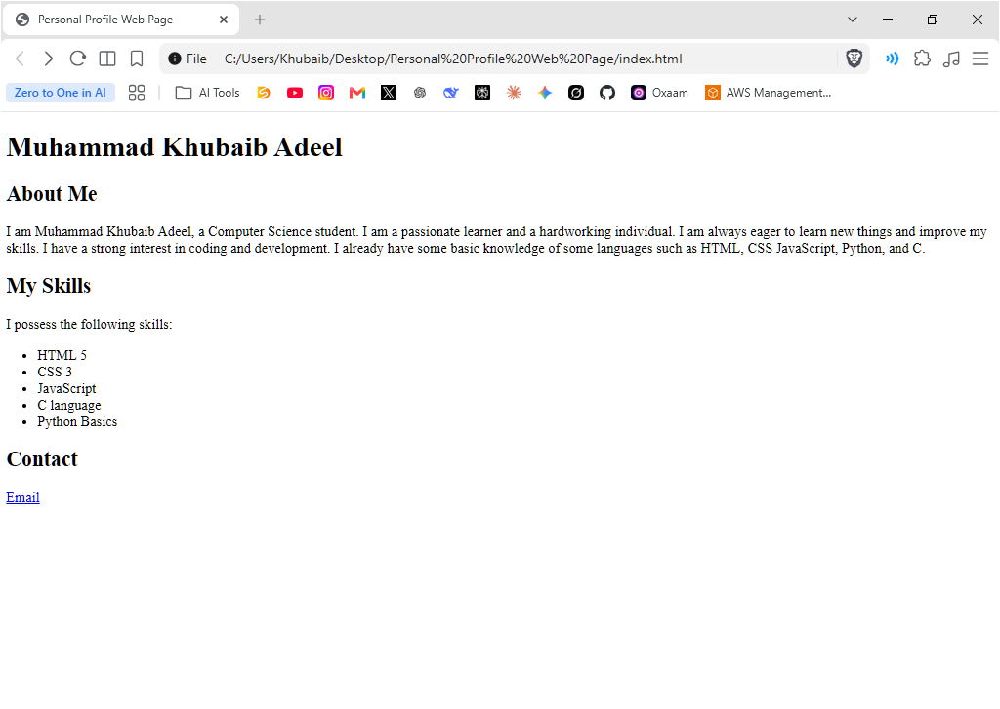 Personal Profile Web Page
File C:/Users/Khubaib/Desktop/Personal%20Profile%20Web%20Page/index.html
Zero to One in AI AI Tools Oxaam AWS Management...
Muhammad Khubaib Adeel
About Me
I am Muhammad Khubaib Adeel, a Computer Science student. I am a passionate learner and a hardworking individual. I am always eager to learn new things and improve my
skills. I have a strong interest in coding and development. I already have some basic knowledge of some languages such as HTML, CSS JavaScript, Python, and C.
My Skills
I possess the following skills:
HTML 5
CSS 3
JavaScript
C language
Python Basics
Contact
Email